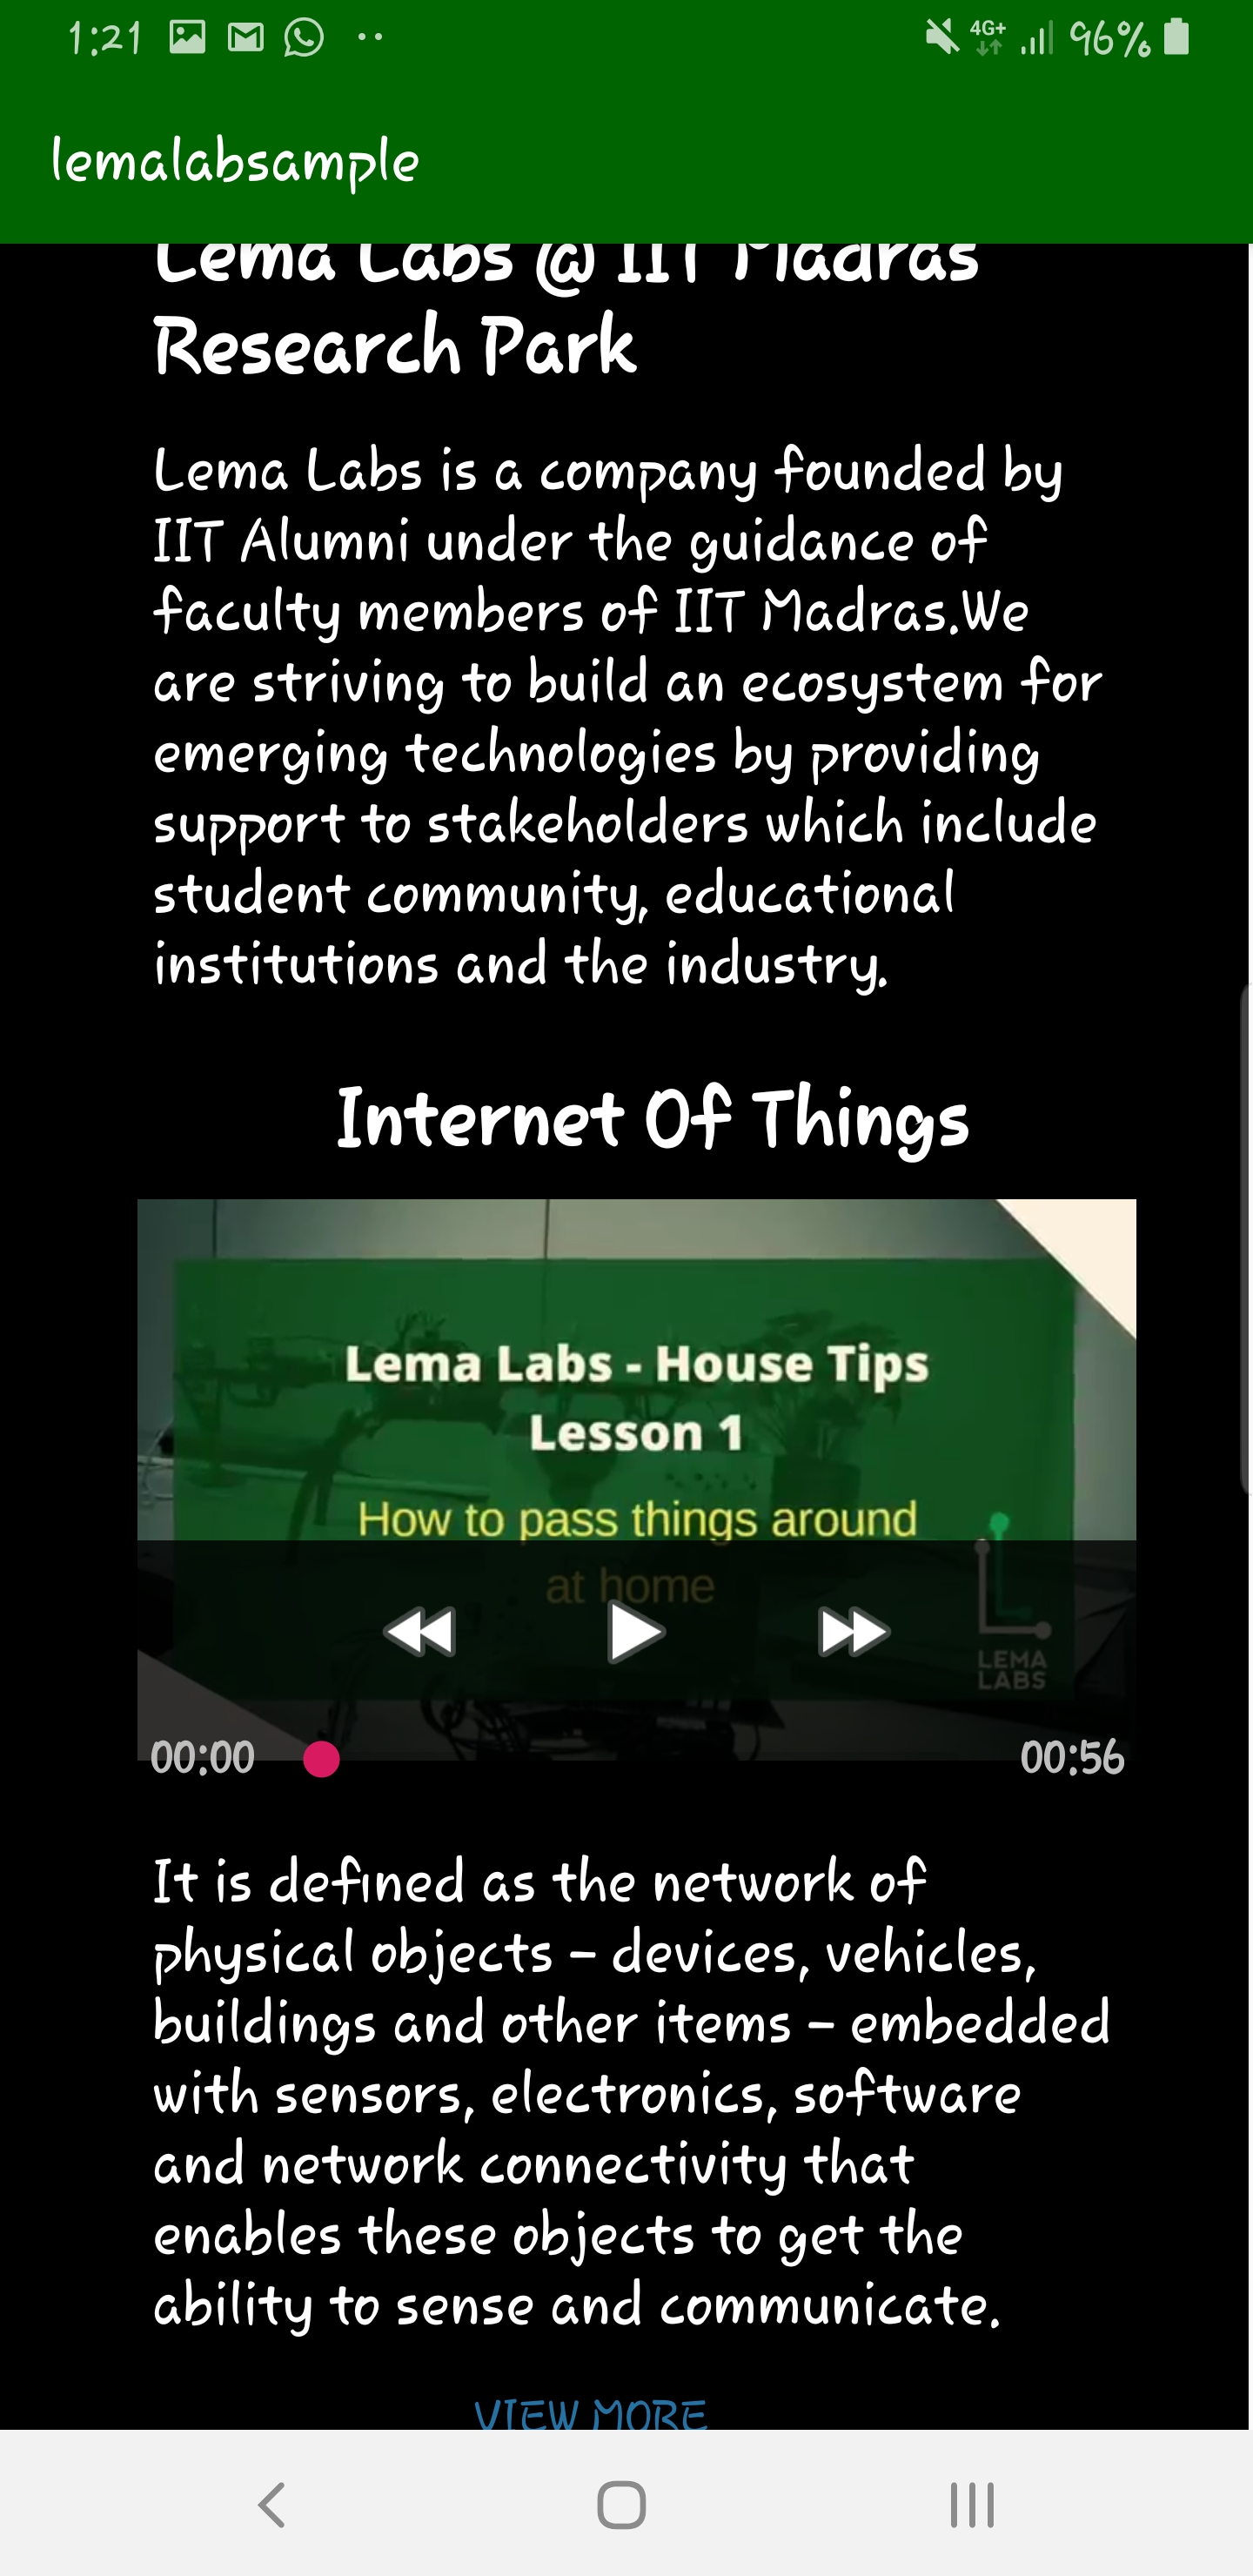 1:21
4G+
96%
lemalabsample
Lema Labs @ IIT Madras
Research Park
Lema Labs is a company founded by
IIT Alumni under the guidance of
faculty members of IIT Madras.We
are striving to build an ecosystem for
emerging technologies by providing
support to stakeholders which include
student community, educational
institutions and the industry.
Internet Of Things
Lema Labs - House Tips
Lesson 1
How to pass things around
at home
LEMA
LABS
00:00
00:56
It is defined as the network of
physical objects – devices, vehicles,
buildings and other items – embedded
with sensors, electronics, software
and network connectivity that
enables these objects to get the
ability to sense and communicate.
VIEW MORE